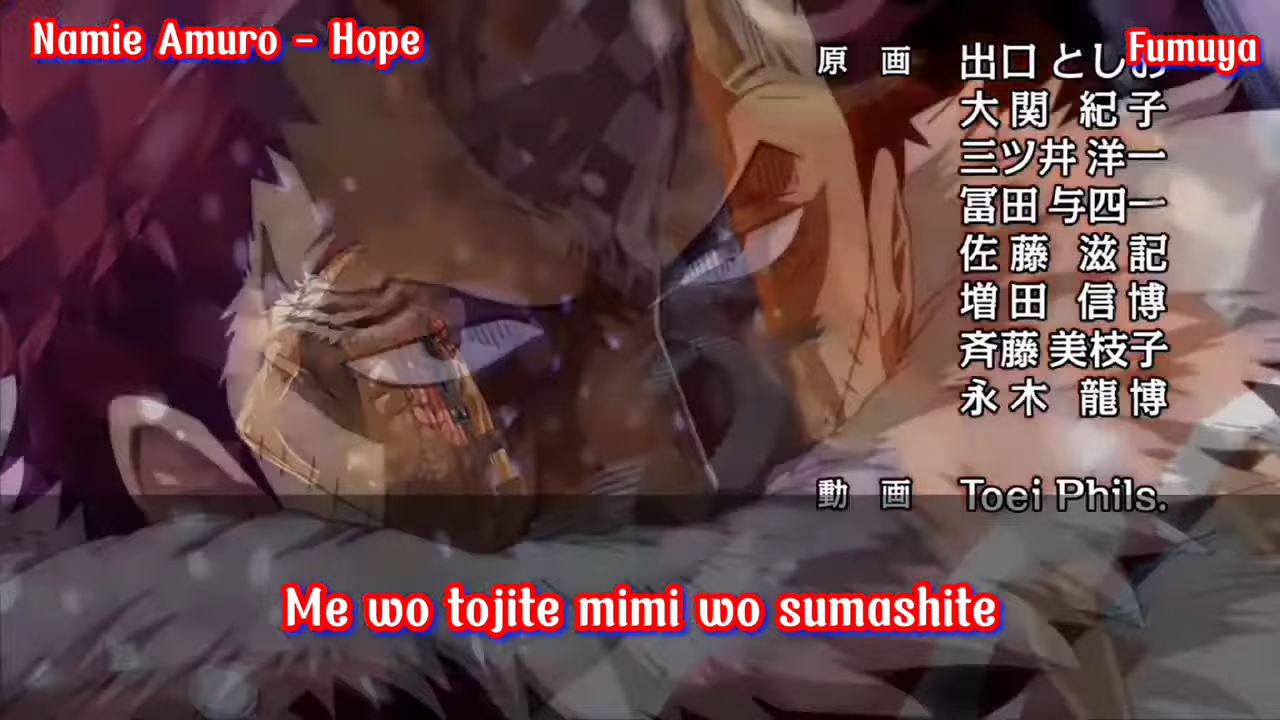 Namie Amuro - Hope
Fumuya
原画 出口 としお
大関 紀子
三ツ井 洋一
冨田 与四一
佐藤 滋記
増田 信博
斉藤 美枝子
永木 龍博
動画 Toei Phils.
Me wo tojite mimi wo sumashite